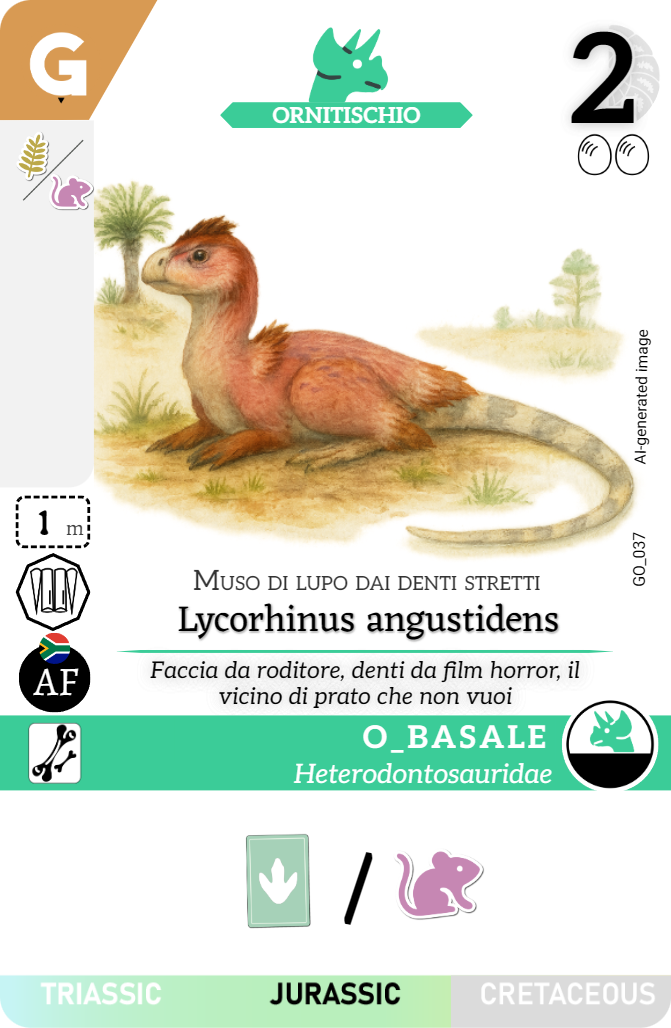 G
ORNITISCHIO
2
AI-generated image
GO_037
1 m
AF
Muso di lupo dai denti stretti
Lycorhinus angustidens
Faccia da roditore, denti da film horror, il
vicino di prato che non vuoi
O_BASALE
Heterodontosauridae
/
TRIASSIC
JURASSIC
CRETACEOUS